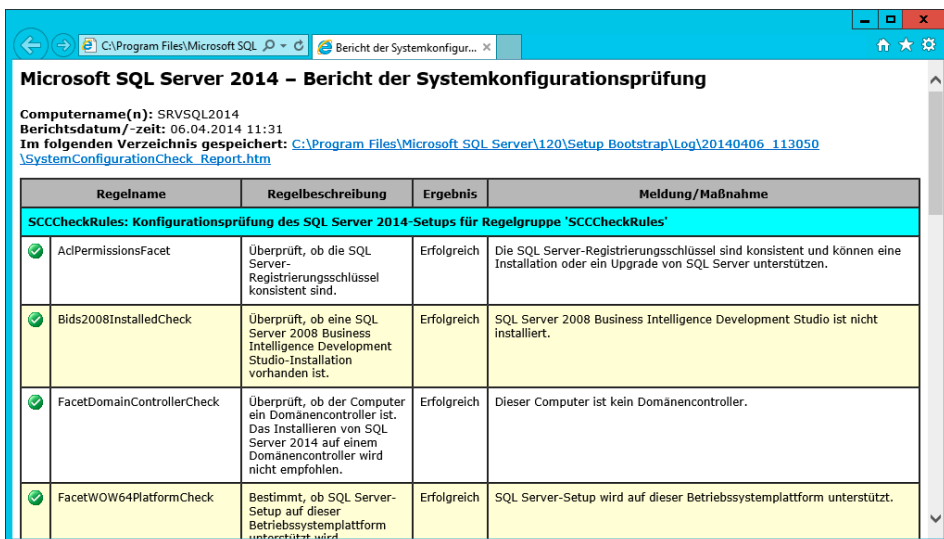 C:\Program Files\Microsoft SQL
Bericht der Systemkonfigur...
Microsoft SQL Server 2014 – Bericht der Systemkonfigurationsprüfung
Computername(n): SRVSQL2014
Berichtsdatum/-zeit: 06.04.2014 11:31
Im folgenden Verzeichnis gespeichert: C:\Program Files\Microsoft SQL Server\120\Setup Bootstrap\Log\20140406_113050
\SystemConfigurationCheck_Report.htm
Regelname Regelbeschreibung Ergebnis Meldung/Maßnahme
SCCCheckRules: Konfigurationsprüfung des SQL Server 2014-Setups für Regelgruppe 'SCCCheckRules'
AclPermissionsFacet
Überprüft, ob die SQL
Server-
Registrierungsschlüssel
konsistent sind.
Erfolgreich
Die SQL Server-Registrierungsschlüssel sind konsistent und können eine
Installation oder ein Upgrade von SQL Server unterstützen.
Bids2008InstalledCheck
Überprüft, ob eine SQL
Server 2008 Business
Intelligence Development
Studio-Installation
vorhanden ist.
Erfolgreich
SQL Server 2008 Business Intelligence Development Studio ist nicht
installiert.
FacetDomainControllerCheck
Überprüft, ob der Computer
ein Domänencontroller ist.
Das Installieren von SQL
Server 2014 auf einem
Domänencontroller wird
nicht empfohlen.
Erfolgreich
Dieser Computer ist kein Domänencontroller.
FacetWOW64PlatformCheck
Bestimmt, ob SQL Server-
Setup auf dieser
Betriebssystemplattform
unterstützt wird.
Erfolgreich
SQL Server-Setup wird auf dieser Betriebssystemplattform unterstützt.